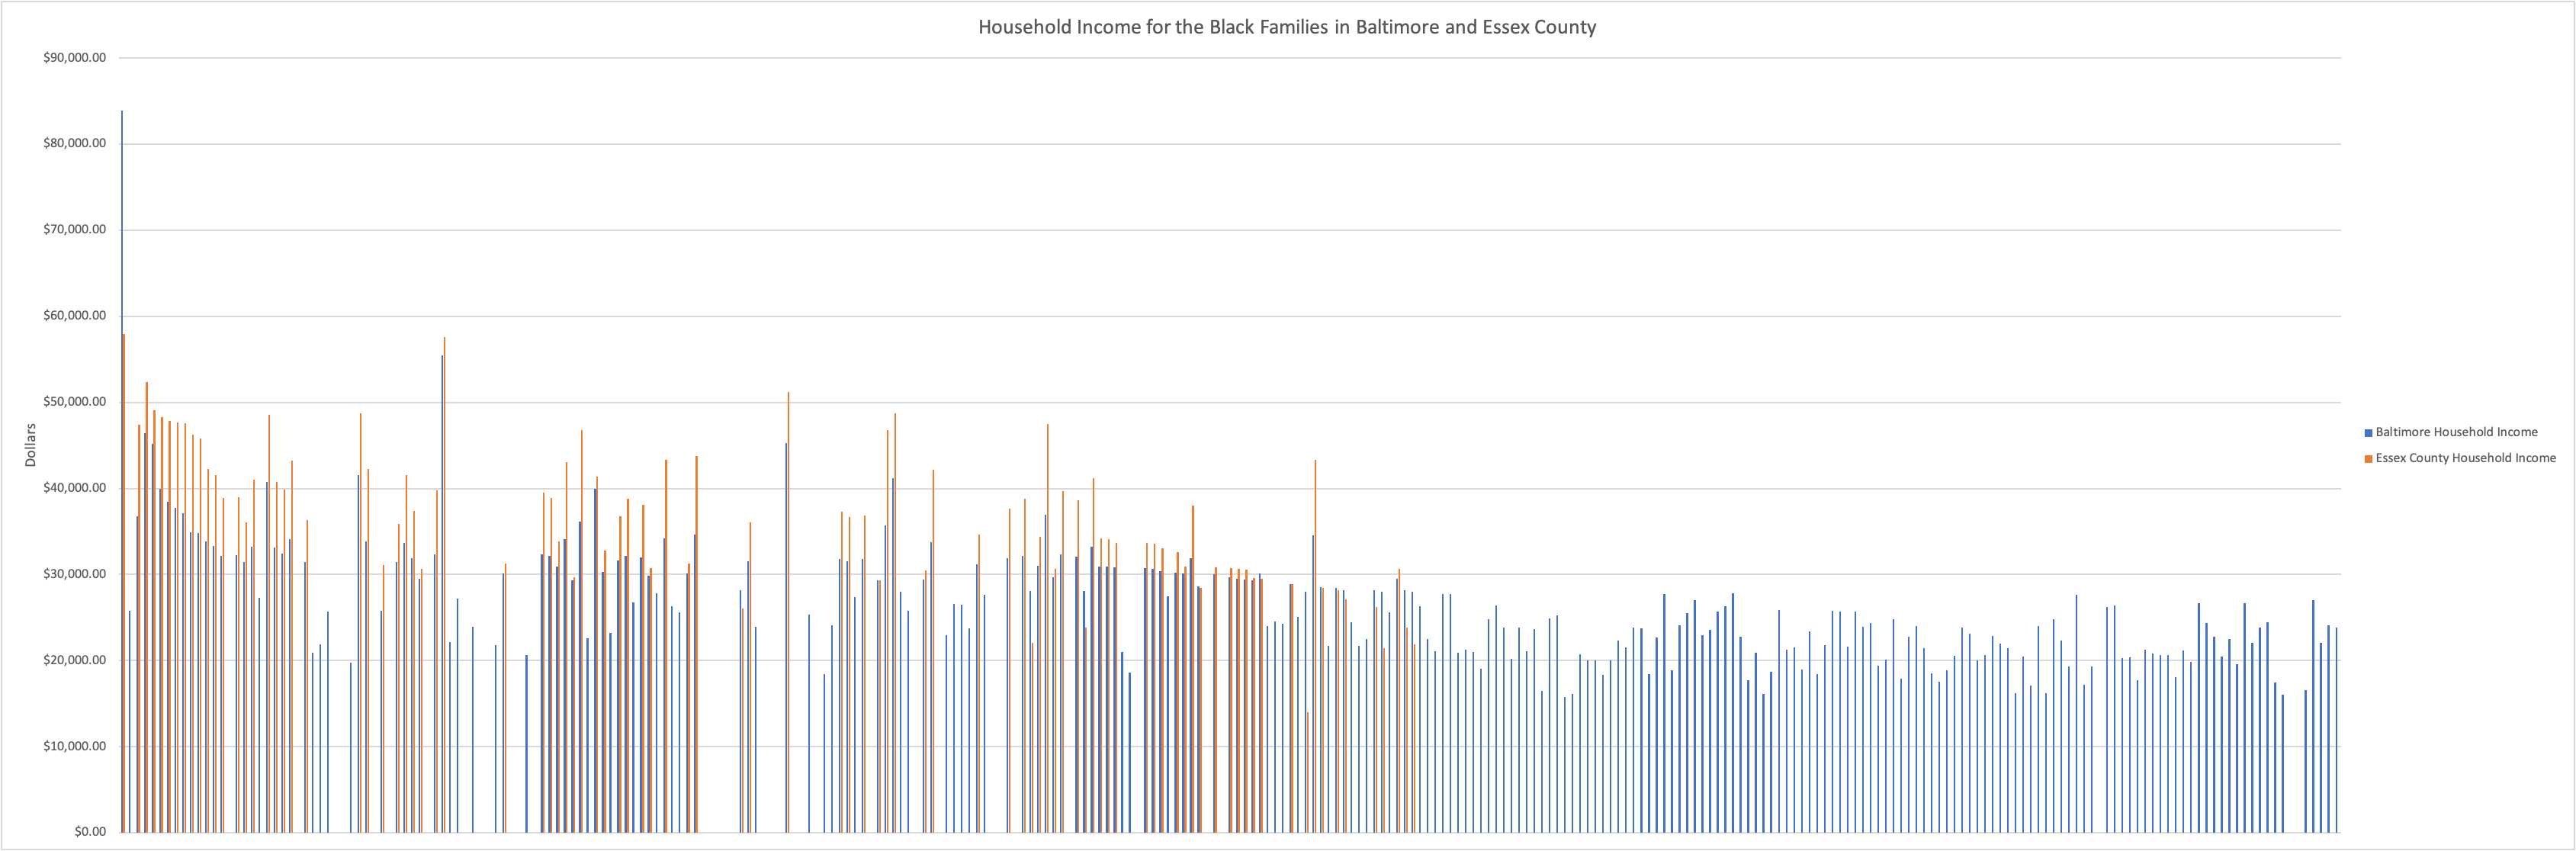 Household Income for the Black Families in Baltimore and Essex County
$90,000.00
$80,000.00
$70,000.00
$60,000.00
$50,000.00
$40,000.00
$30,000.00
$20,000.00
$10,000.00
$0.00
Dollars
Baltimore Household Income
Essex County Household Income